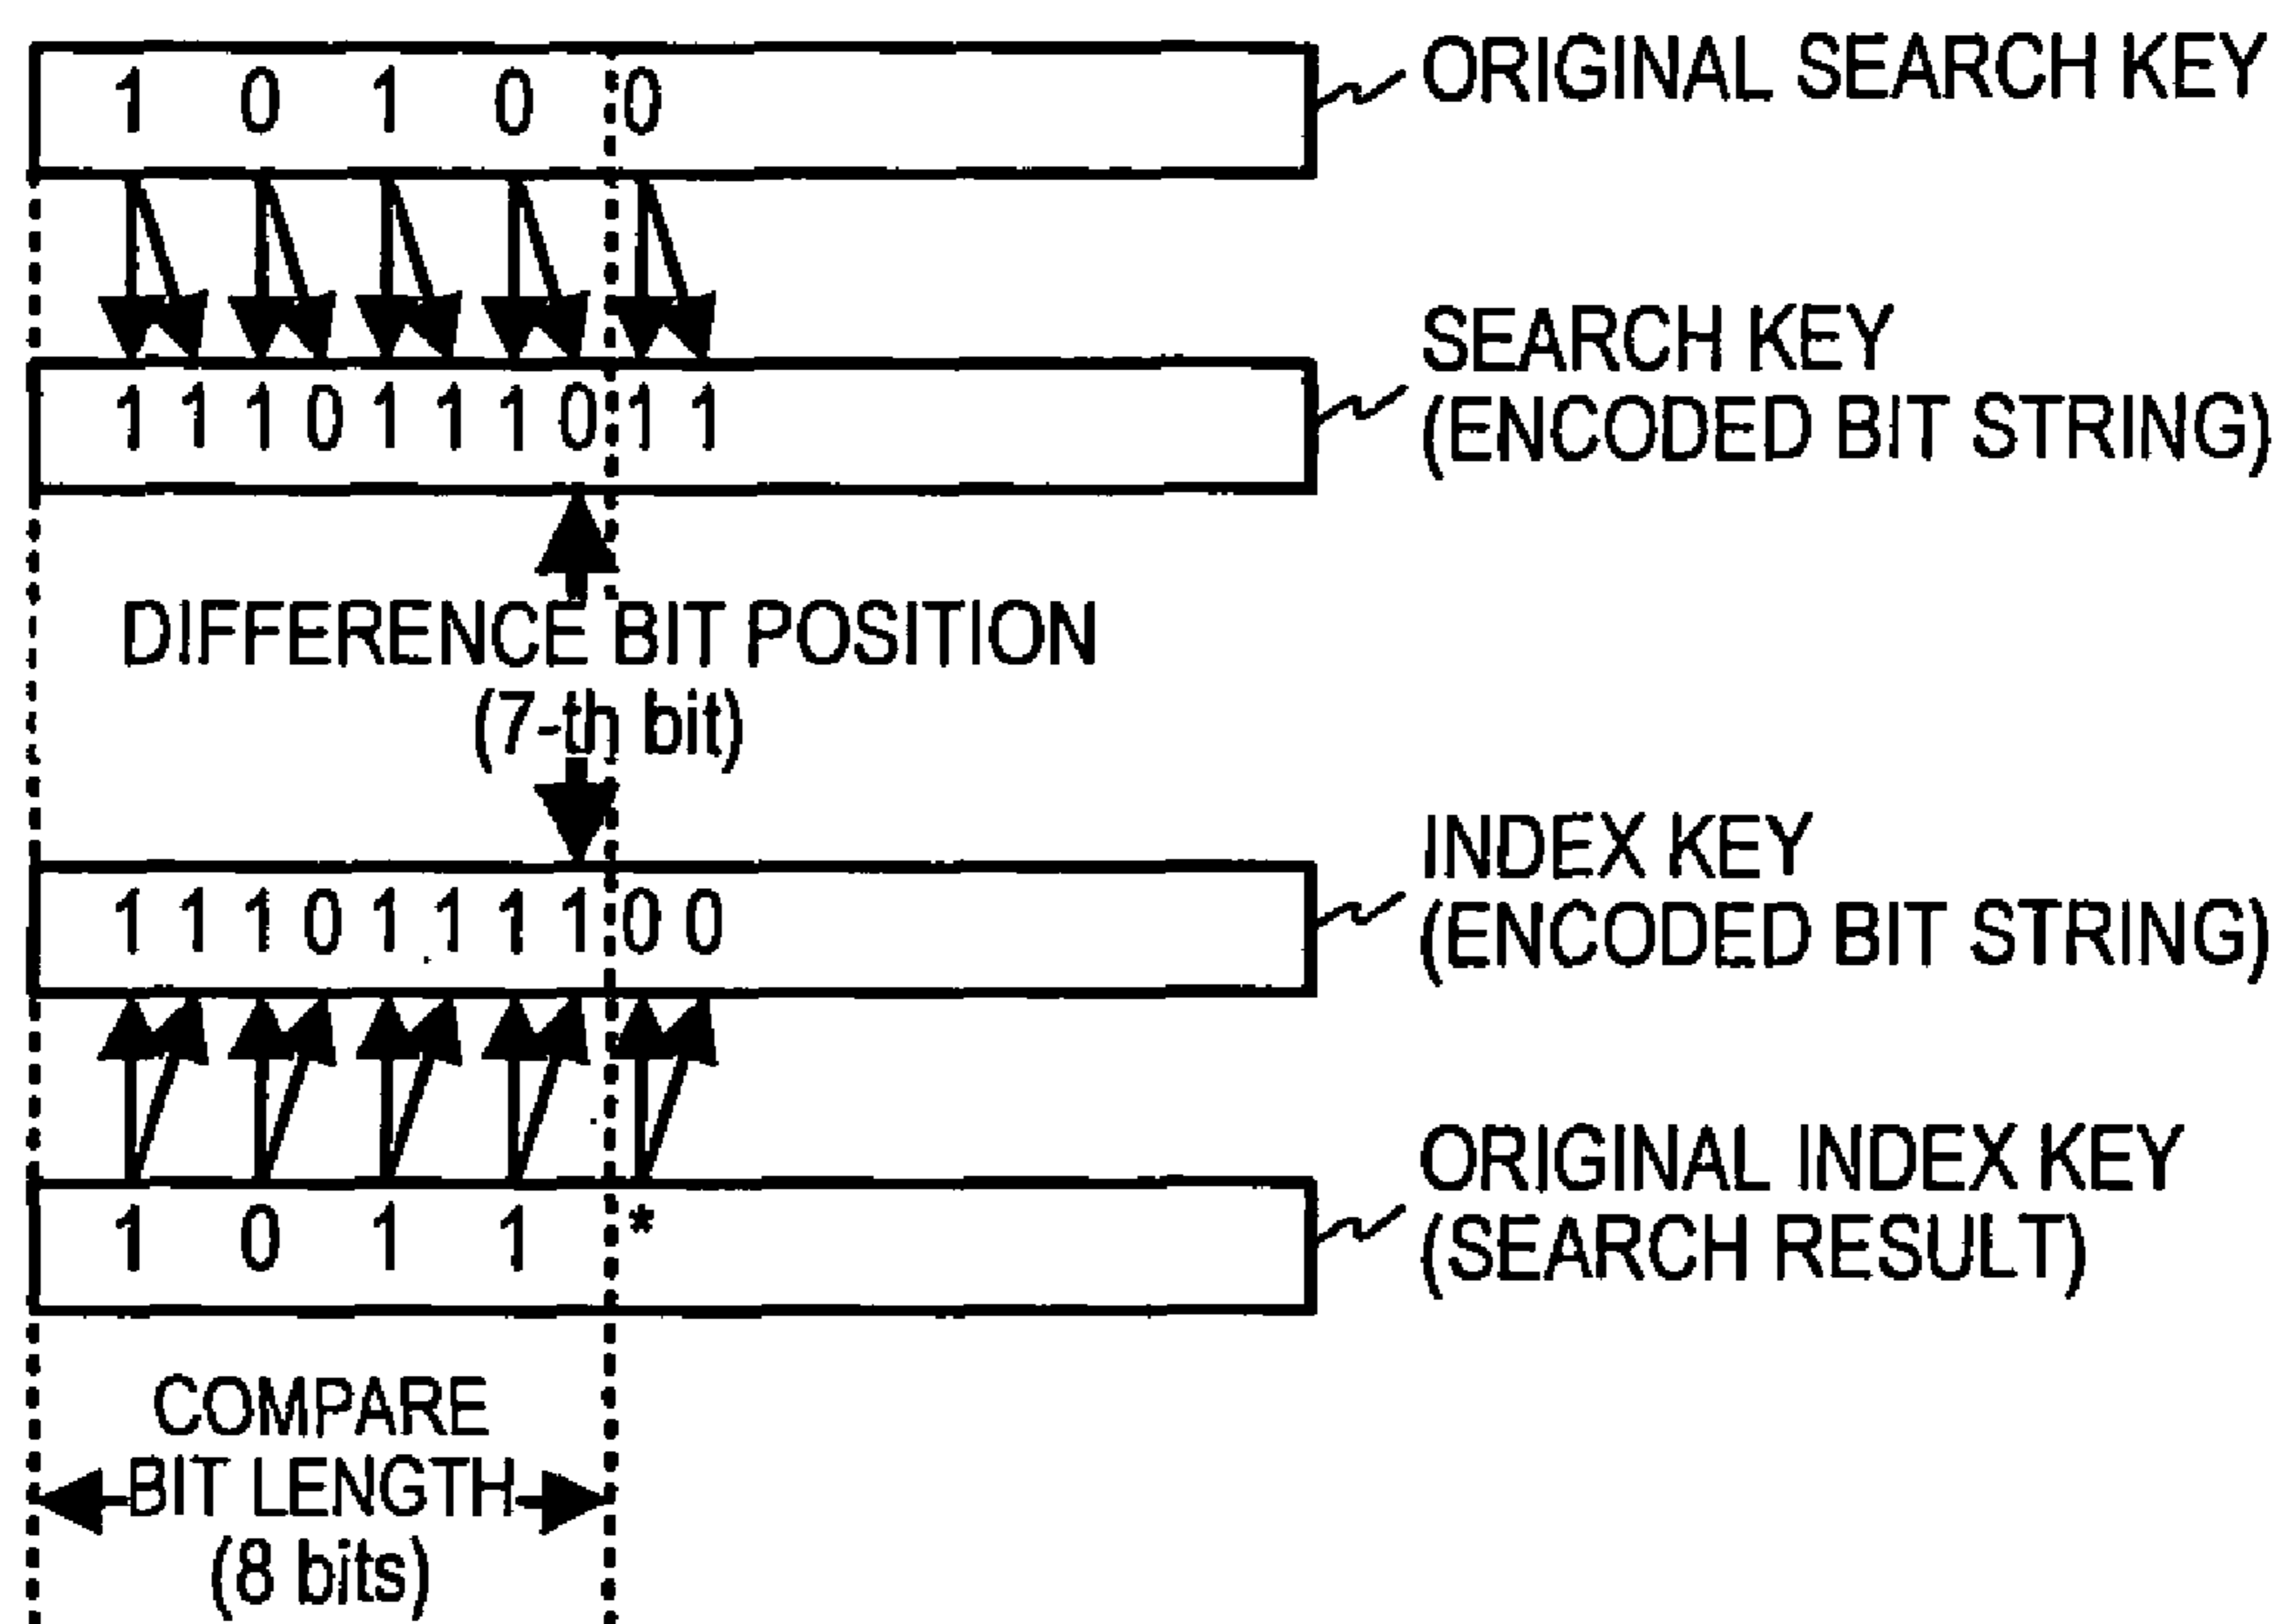 1 0 1 0 0
ORIGINAL SEARCH KEY
SEARCH KEY
(ENCODED BIT STRING)
1 1 1 0 1 1 1 0 1 1
DIFFERENCE BIT POSITION
(7-th bit)
INDEX KEY
(ENCODED BIT STRING)
1 1 1 0 1 1 1 1 0 0
ORIGINAL INDEX KEY
(SEARCH RESULT)
1 0 1 1 *
COMPARE
BIT LENGTH
(8 bits)